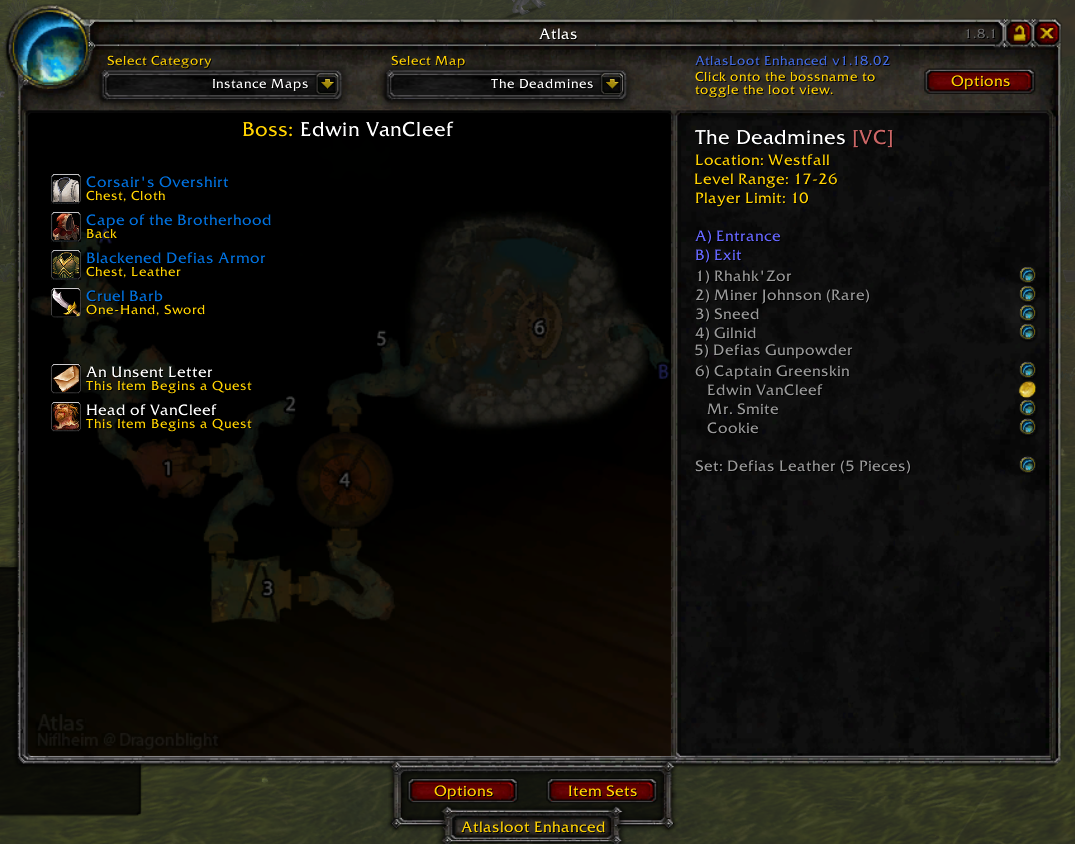 Atlas
1.8.1
Select Category
Instance Maps
Select Map
The Deadmines
AtlasLoot Enhanced v1.18.02
Click onto the bossname to
toggle the loot view.
Options
Boss: Edwin VanCleef
Corsair's Overshirt
Chest, Cloth
Cape of the Brotherhood
Back
Blackened Defias Armor
Chest, Leather
Cruel Barb
One-Hand, Sword
An Unsent Letter
This Item Begins a Quest
Head of VanCleef
This Item Begins a Quest
5
6
B
2
1
4
3
Atlas
Niflheim @ Dragonblight
The Deadmines [VC]
Location: Westfall
Level Range: 17-26
Player Limit: 10
A) Entrance
B) Exit
1) Rhahk'Zor
2) Miner Johnson (Rare)
3) Sneed
4) Gilnid
5) Defias Gunpowder
6) Captain Greenskin
Edwin VanCleef
Mr. Smite
Cookie
Set: Defias Leather (5 Pieces)
Options
Item Sets
Atlasloot Enhanced